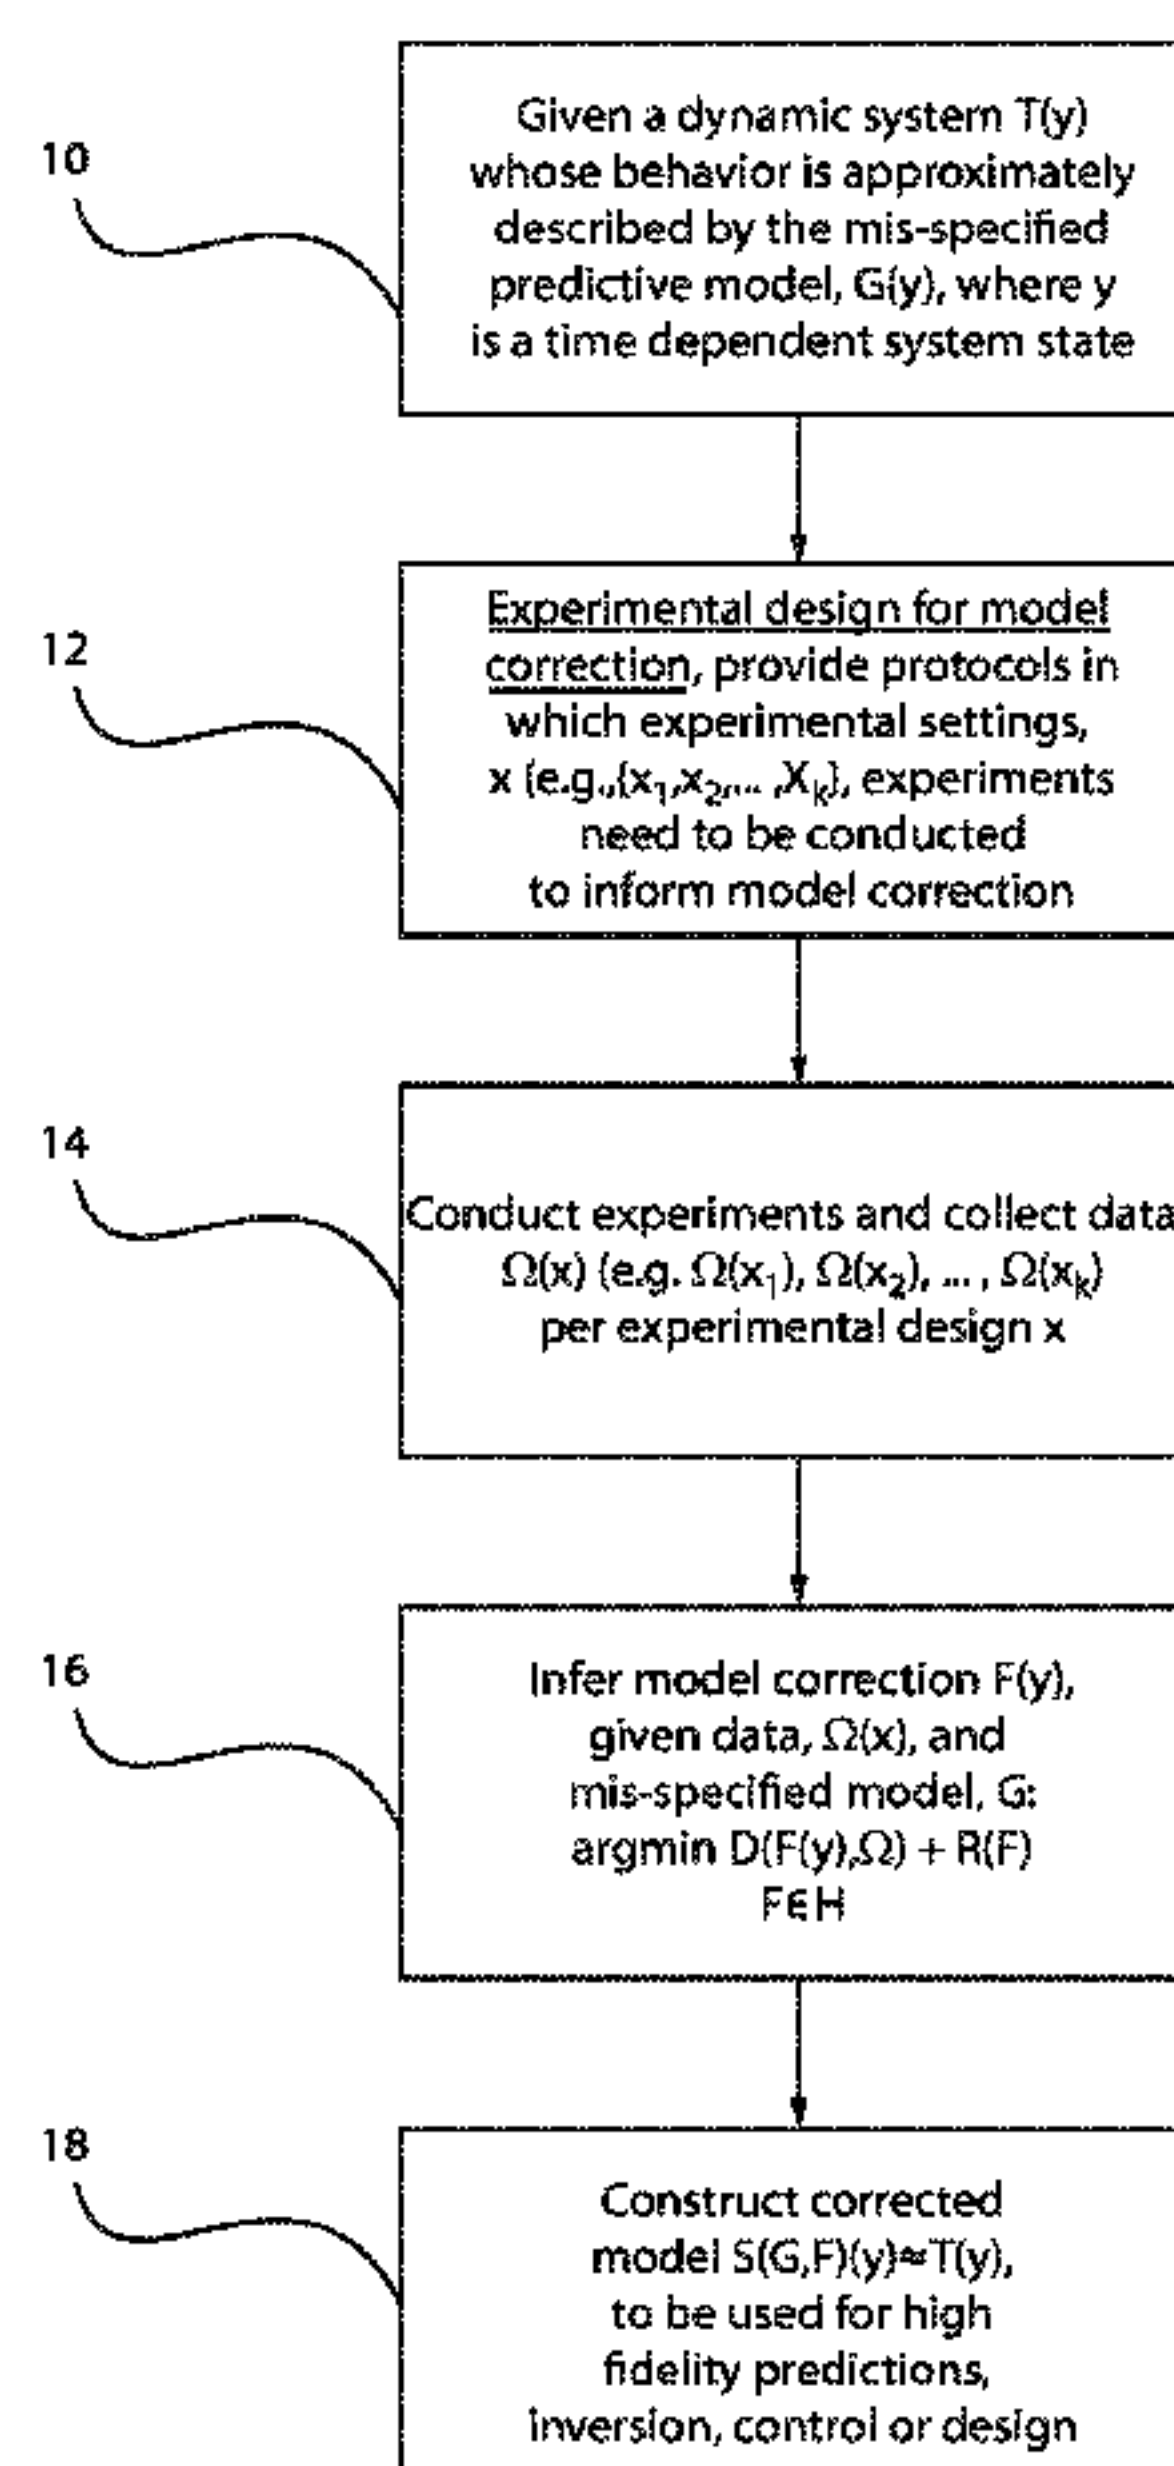 10
Given a dynamic system T(y)
whose behavior is approximately
described by the mis-specified
predictive model, G(y), where y
is a time dependent system state
12
Experimental design for model
correction, provide protocols in
which experimental settings,
x (e.g.,{x₁,x₂,... ,Xₖ}, experiments
need to be conducted
to inform model correction
14
Conduct experiments and collect data
Ω(x) (e.g. Ω(x₁), Ω(x₂), ... , Ω(xₖ)
per experimental design x
16
Infer model correction F(y),
given data, Ω(x), and
mis-specified model, G:
argmin D(F(y),Ω) + R(F)
F∈H
18
Construct corrected
model S(G,F)(y)≈T(y),
to be used for high
fidelity predictions,
inversion, control or design